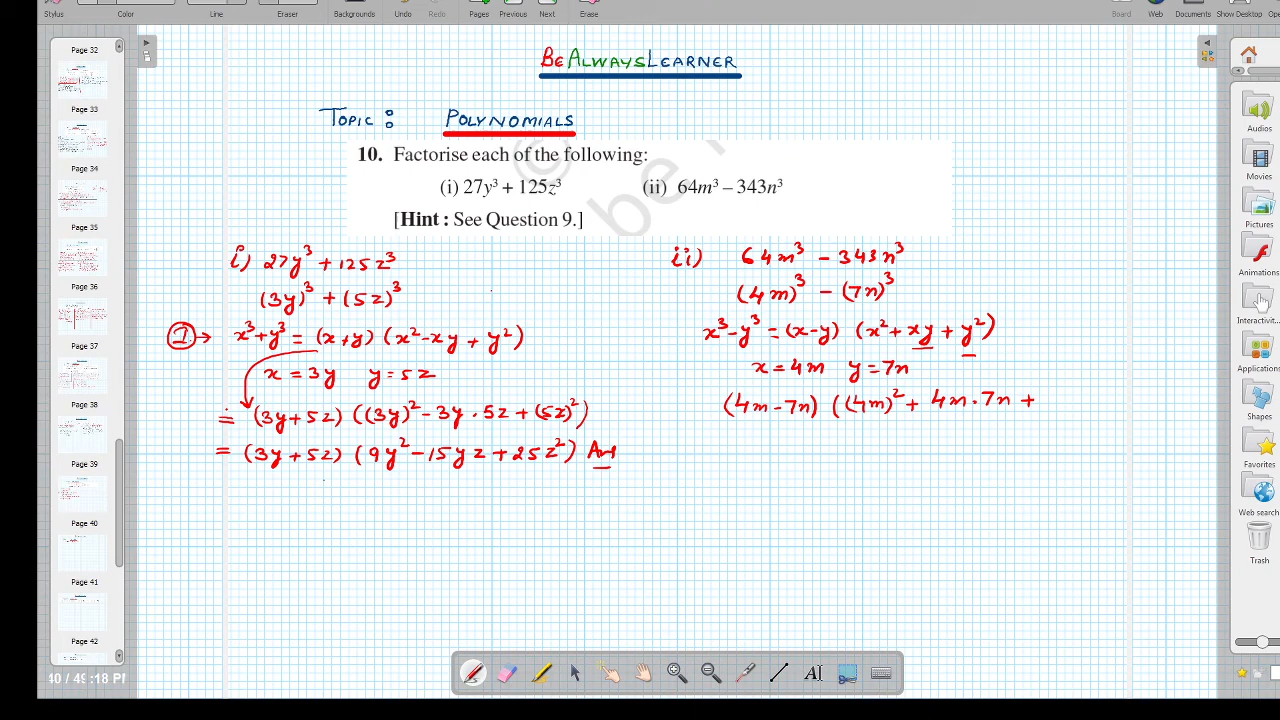 Stylus Color Line Eraser Backgrounds Undo Redo Pages Previous Next Erase Board Web Documents Show Desktop
Page 32
Page 33
Page 34
Page 35
Page 36
Page 37
Page 38
Page 39
Page 40
Page 41
Page 42
BeAlwaysLearner
Topic : Polynomials
10. Factorise each of the following:
(i) 27y³ + 125z³ (ii) 64m³ – 343n³
[Hint : See Question 9.]
i) 27y³ + 125z³
(3y)³ + (5z)³
x³+y³ = (x+y) (x²-xy+y²)
x = 3y y = 5z
= (3y+5z) ((3y)² - 3y · 5z + (5z)²)
= (3y+5z) (9y² - 15yz + 25z²) Ans
ii) 64m³ - 343n³
(4m)³ - (7n)³
x³-y³ = (x-y) (x²+xy+y²)
x = 4m y = 7n
(4m-7n) ((4m)² + 4m · 7n +
Audios
Movies
Pictures
Animations
Interactivit..
Applications
Shapes
Favorites
Web search
Trash
AI